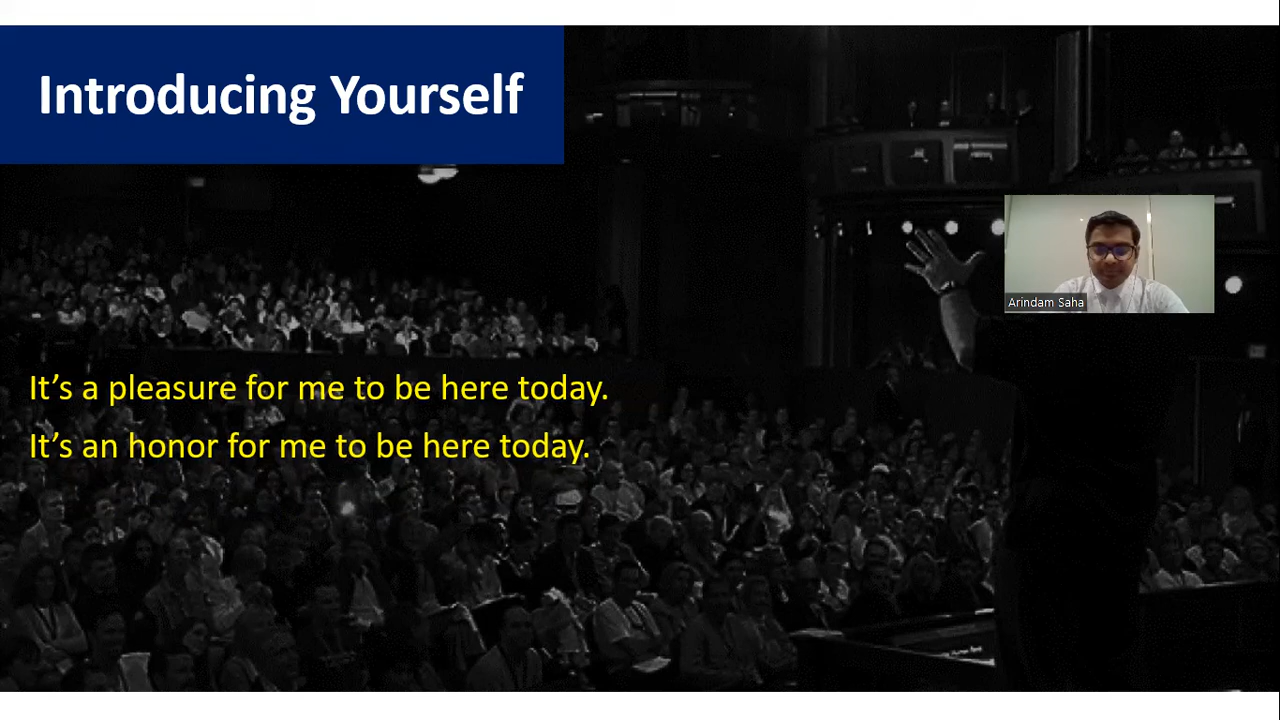 Introducing Yourself
Arindam Saha
It’s a pleasure for me to be here today.
It’s an honor for me to be here today.